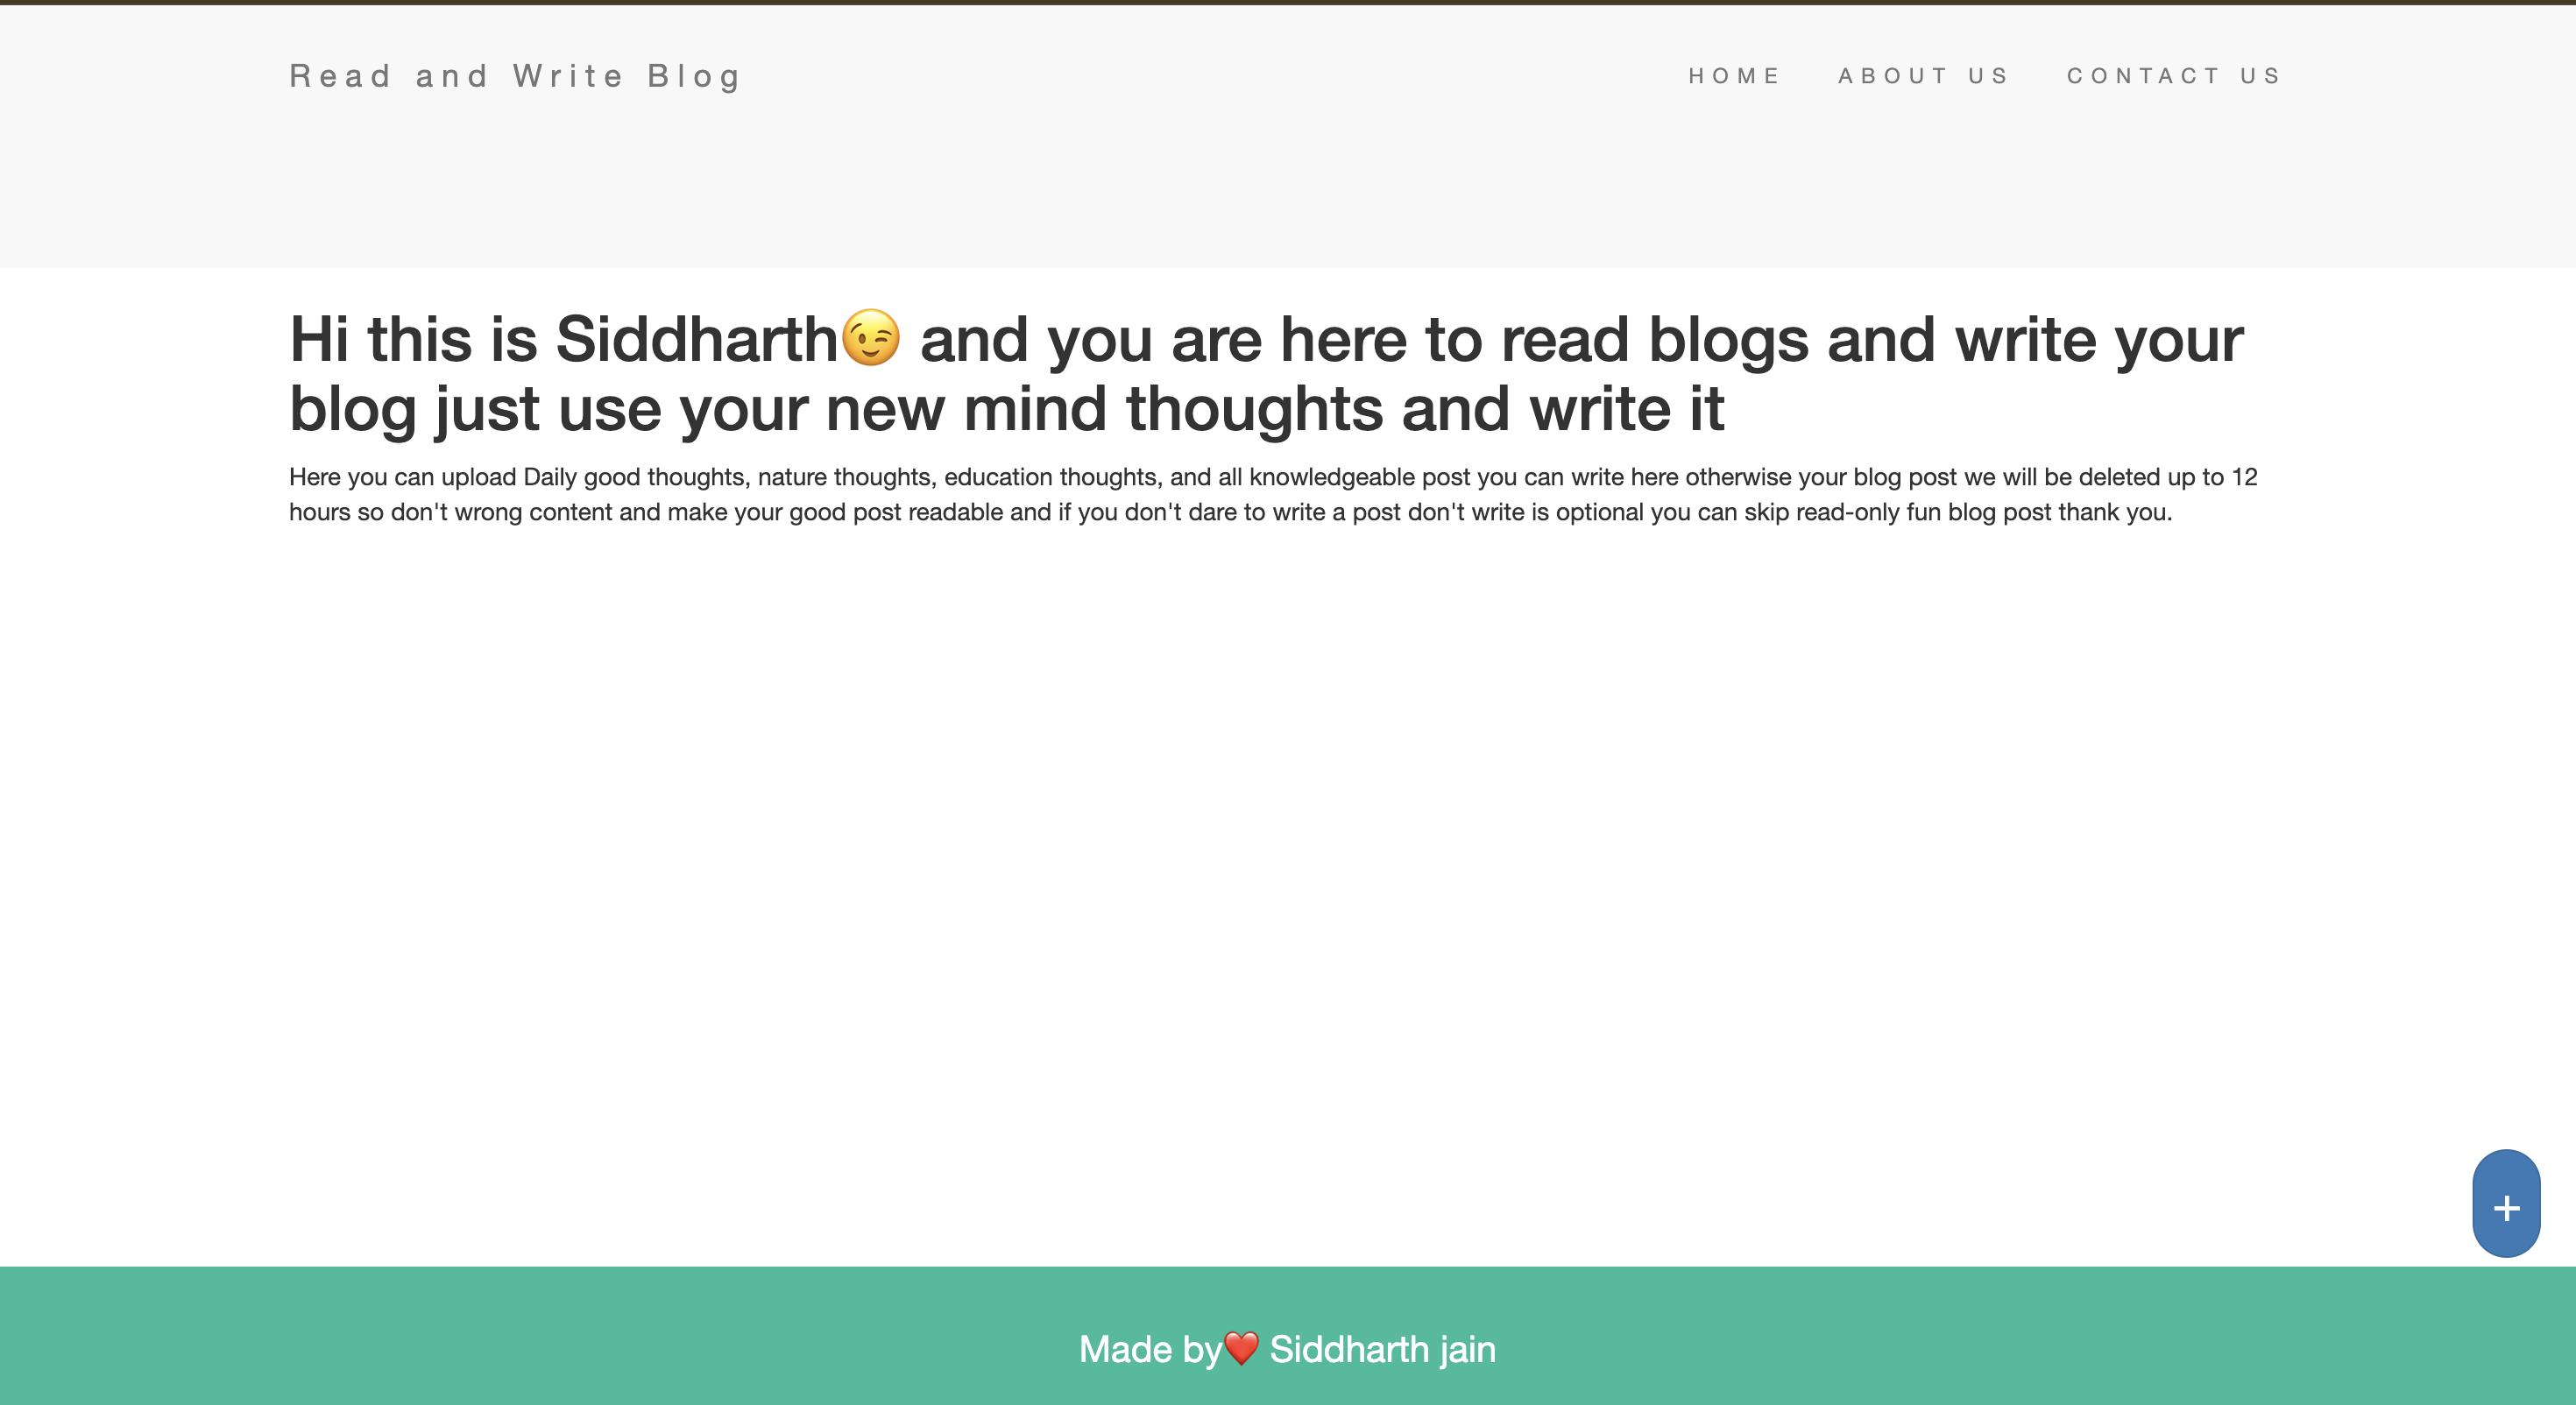 Read and Write Blog
HOME ABOUT US CONTACT US
Hi this is Siddharth😉 and you are here to read blogs and write your
blog just use your new mind thoughts and write it
Here you can upload Daily good thoughts, nature thoughts, education thoughts, and all knowledgeable post you can write here otherwise your blog post we will be deleted up to 12
hours so don't wrong content and make your good post readable and if you don't dare to write a post don't write is optional you can skip read-only fun blog post thank you.
+
Made by❤️ Siddharth jain